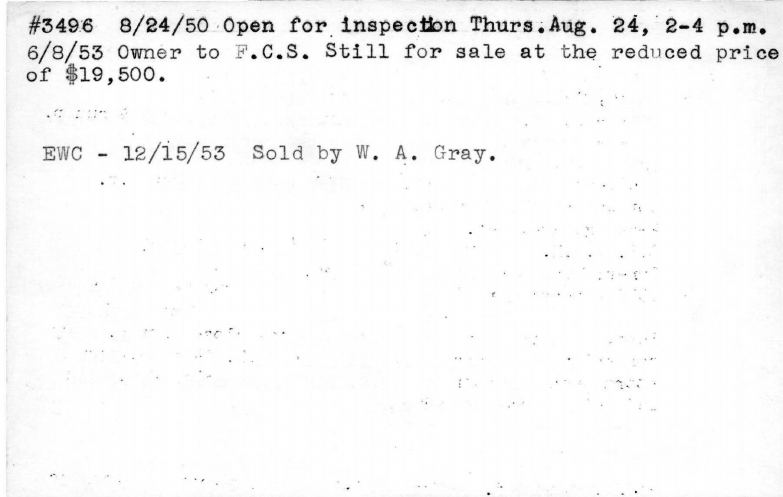 #3496 8/24/50 Open for inspection Thurs.Aug. 24, 2-4 p.m.
6/8/53 Owner to F.C.S. Still for sale at the reduced price
of $19,500.
EWC - 12/15/53 Sold by W. A. Gray.